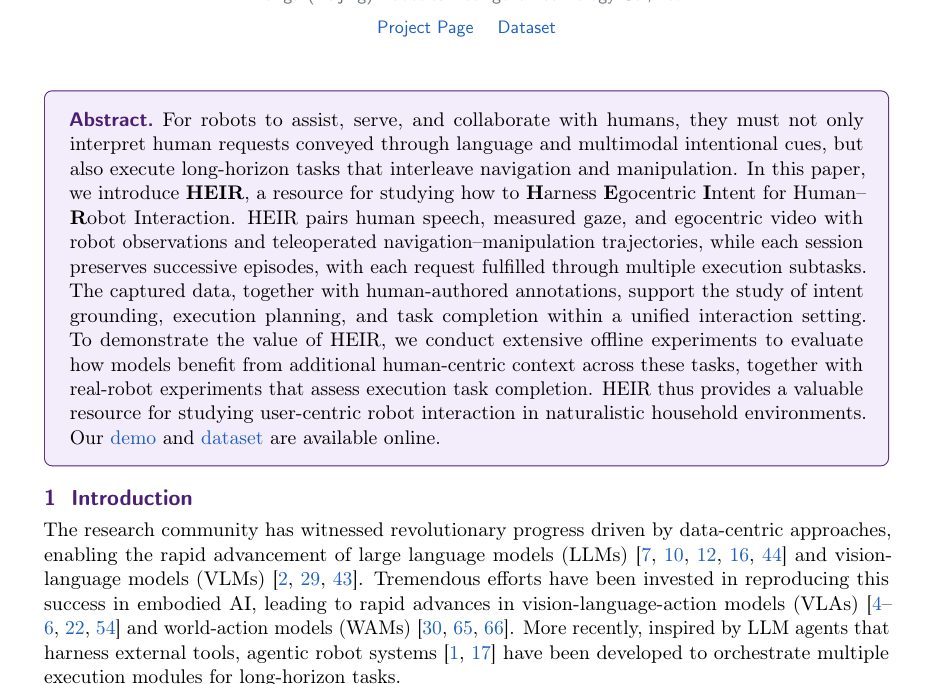 Project Page Dataset
Abstract. For robots to assist, serve, and collaborate with humans, they must not only
interpret human requests conveyed through language and multimodal intentional cues, but
also execute long-horizon tasks that interleave navigation and manipulation. In this paper,
we introduce HEIR, a resource for studying how to Harness Egocentric Intent for Human–
Robot Interaction. HEIR pairs human speech, measured gaze, and egocentric video with
robot observations and teleoperated navigation–manipulation trajectories, while each session
preserves successive episodes, with each request fulfilled through multiple execution subtasks.
The captured data, together with human-authored annotations, support the study of intent
grounding, execution planning, and task completion within a unified interaction setting.
To demonstrate the value of HEIR, we conduct extensive offline experiments to evaluate
how models benefit from additional human-centric context across these tasks, together with
real-robot experiments that assess execution task completion. HEIR thus provides a valuable
resource for studying user-centric robot interaction in naturalistic household environments.
Our demo and dataset are available online.
1 Introduction
The research community has witnessed revolutionary progress driven by data-centric approaches,
enabling the rapid advancement of large language models (LLMs) [7, 10, 12, 16, 44] and vision-
language models (VLMs) [2, 29, 43]. Tremendous efforts have been invested in reproducing this
success in embodied AI, leading to rapid advances in vision-language-action models (VLAs) [4–
6, 22, 54] and world-action models (WAMs) [30, 65, 66]. More recently, inspired by LLM agents that
harness external tools, agentic robot systems [1, 17] have been developed to orchestrate multiple
execution modules for long-horizon tasks.